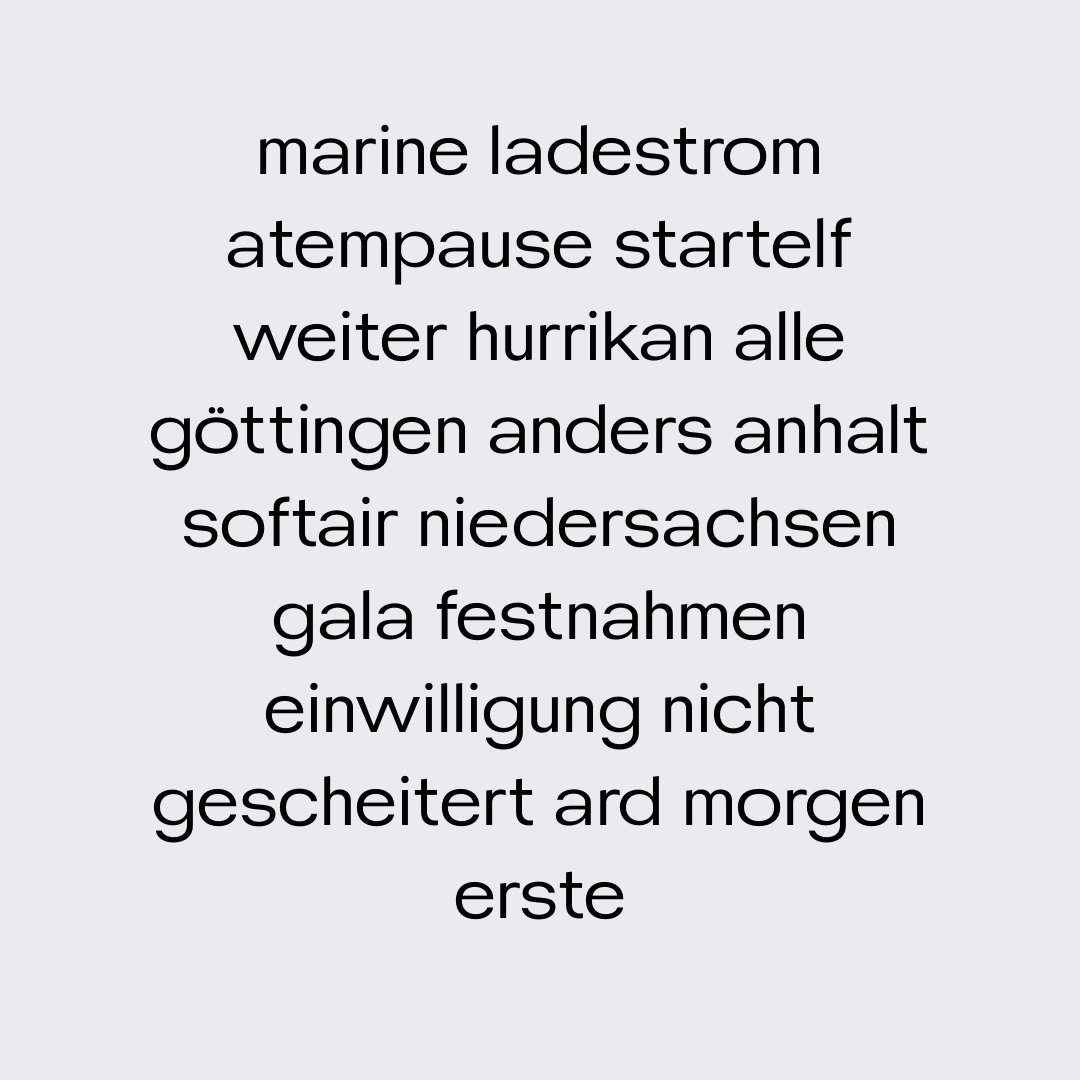 marine ladestrom
atempause startelf
weiter hurrikan alle
göttingen anders anhalt
softair niedersachsen
gala festnahmen
einwilligung nicht
gescheitert ard morgen
erste